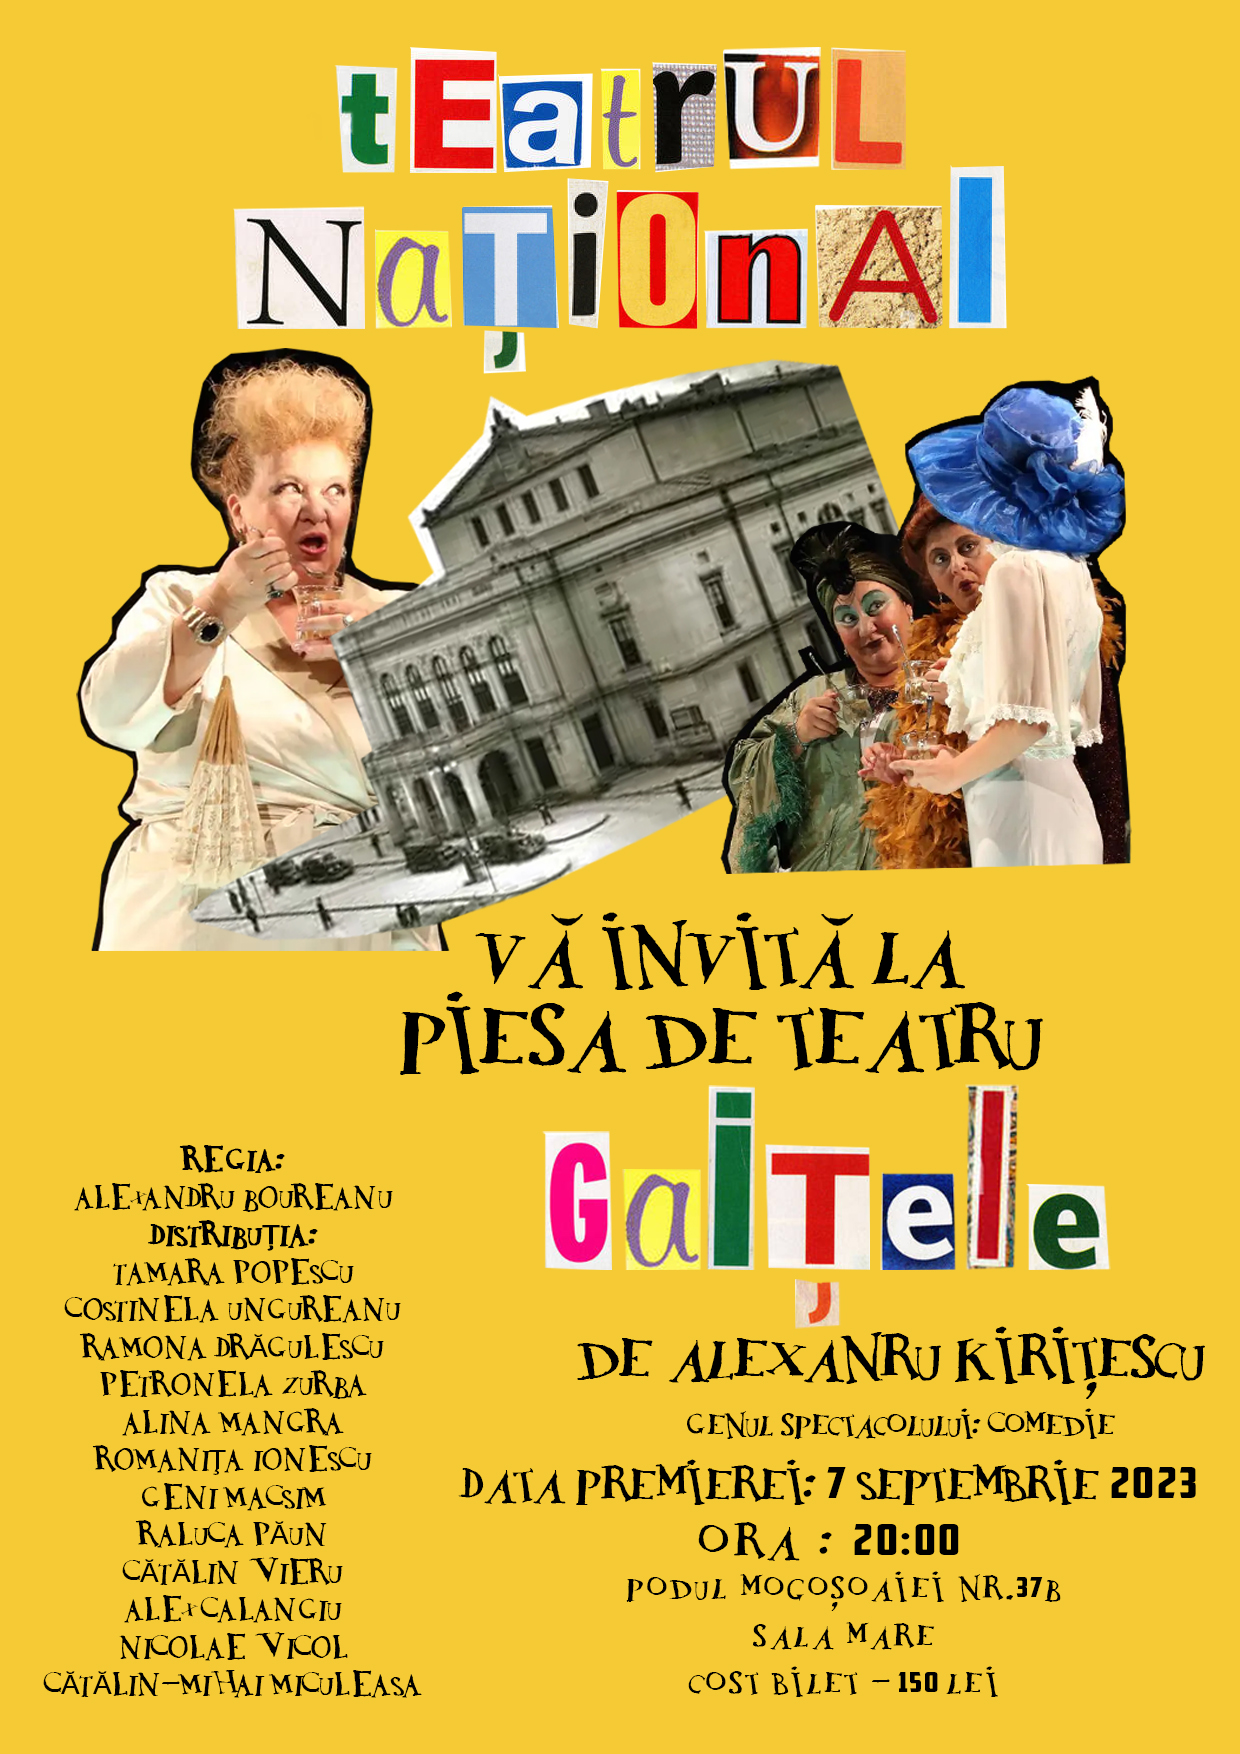 tEatrUL
NaȚiOnAl
VĂ INVITĂ LA
PIESA DE TEATRU
GaiȚele
DE ALEXANRU KIRIȚESCU
GENUL SPECTACOLULUI: COMEDIE
DATA PREMIEREI: 7 SEPTEMBRIE 2023
ORA : 20:00
PODUL MOGOȘOAIEI NR.37B
SALA MARE
COST BILET – 150 LEI
REGIA:
ALEXANDRU BOUREANU
DISTRIBUȚIA:
TAMARA POPESCU
COSTINELA UNGUREANU
RAMONA DRĂGULESCU
PETRONELA ZURBA
ALINA MANGRA
ROMANIȚA IONESCU
GENI MACSIM
RALUCA PĂUN
CĂTĂLIN VIERU
ALEX CALANGIU
NICOLAE VICOL
CĂTĂLIN–MIHAI MICULEASA